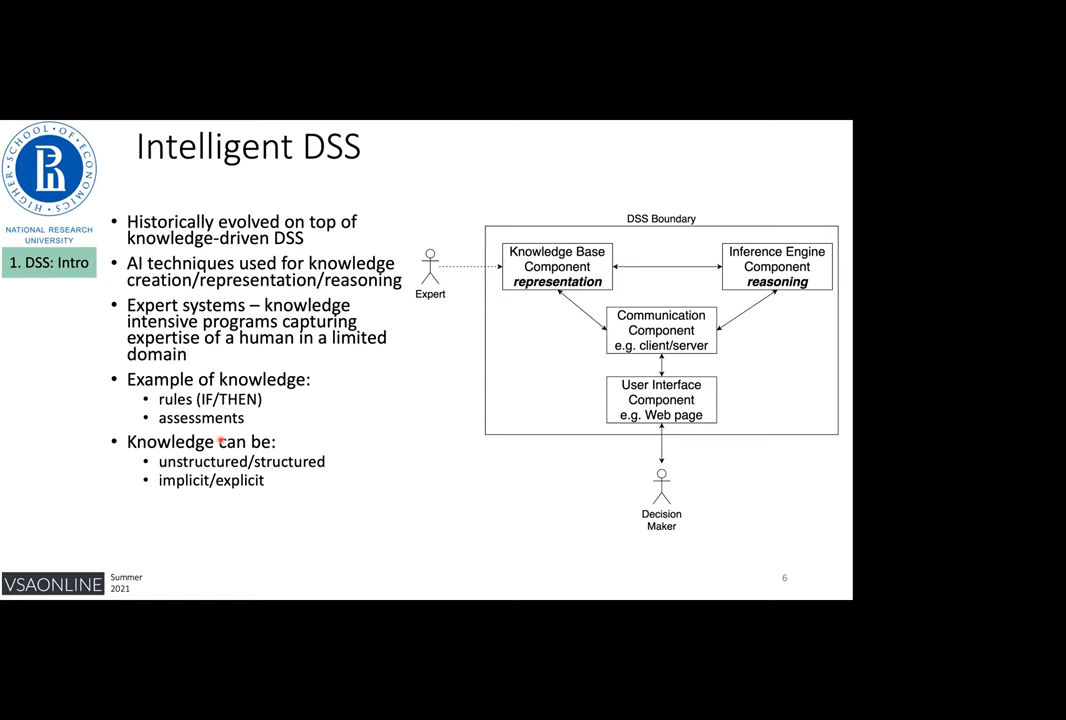 Intelligent DSS
HIGHER · SCHOOL · OF · ECONOMICS
NATIONAL RESEARCH
UNIVERSITY
1. DSS: Intro
• Historically evolved on top of
knowledge-driven DSS
• AI techniques used for knowledge
creation/representation/reasoning
• Expert systems – knowledge
intensive programs capturing
expertise of a human in a limited
domain
• Example of knowledge:
• rules (IF/THEN)
• assessments
• Knowledge can be:
• unstructured/structured
• implicit/explicit
DSS Boundary
Expert
Knowledge Base
Component
representation
Inference Engine
Component
reasoning
Communication
Component
e.g. client/server
User Interface
Component
e.g. Web page
Decision
Maker
VSAONLINE
Summer
2021
6